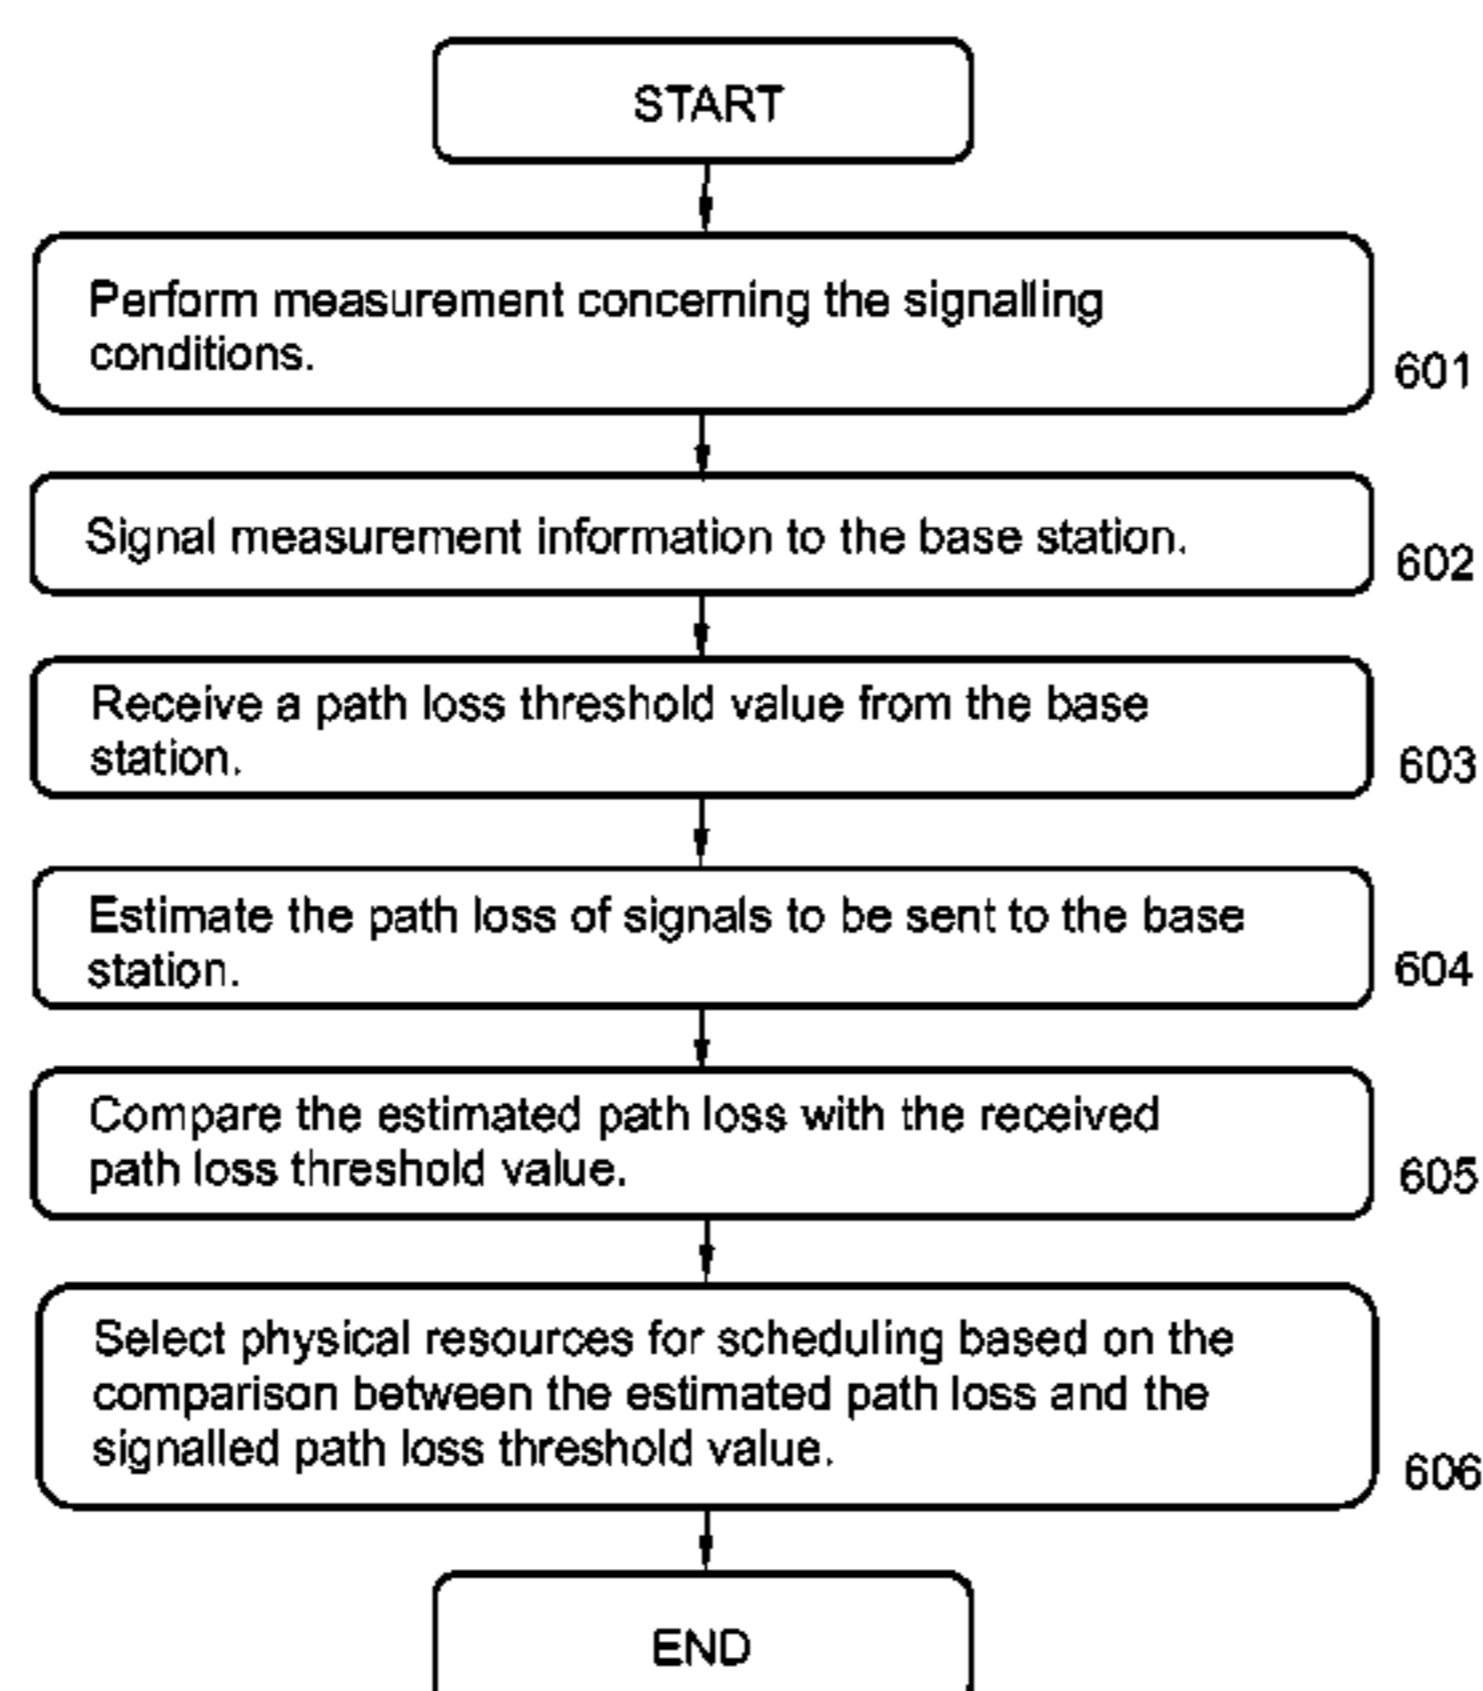 START
Perform measurement concerning the signalling
conditions.
601
Signal measurement information to the base station.
602
Receive a path loss threshold value from the base
station.
603
Estimate the path loss of signals to be sent to the base
station.
604
Compare the estimated path loss with the received
path loss threshold value.
605
Select physical resources for scheduling based on the
comparison between the estimated path loss and the
signalled path loss threshold value.
606
END